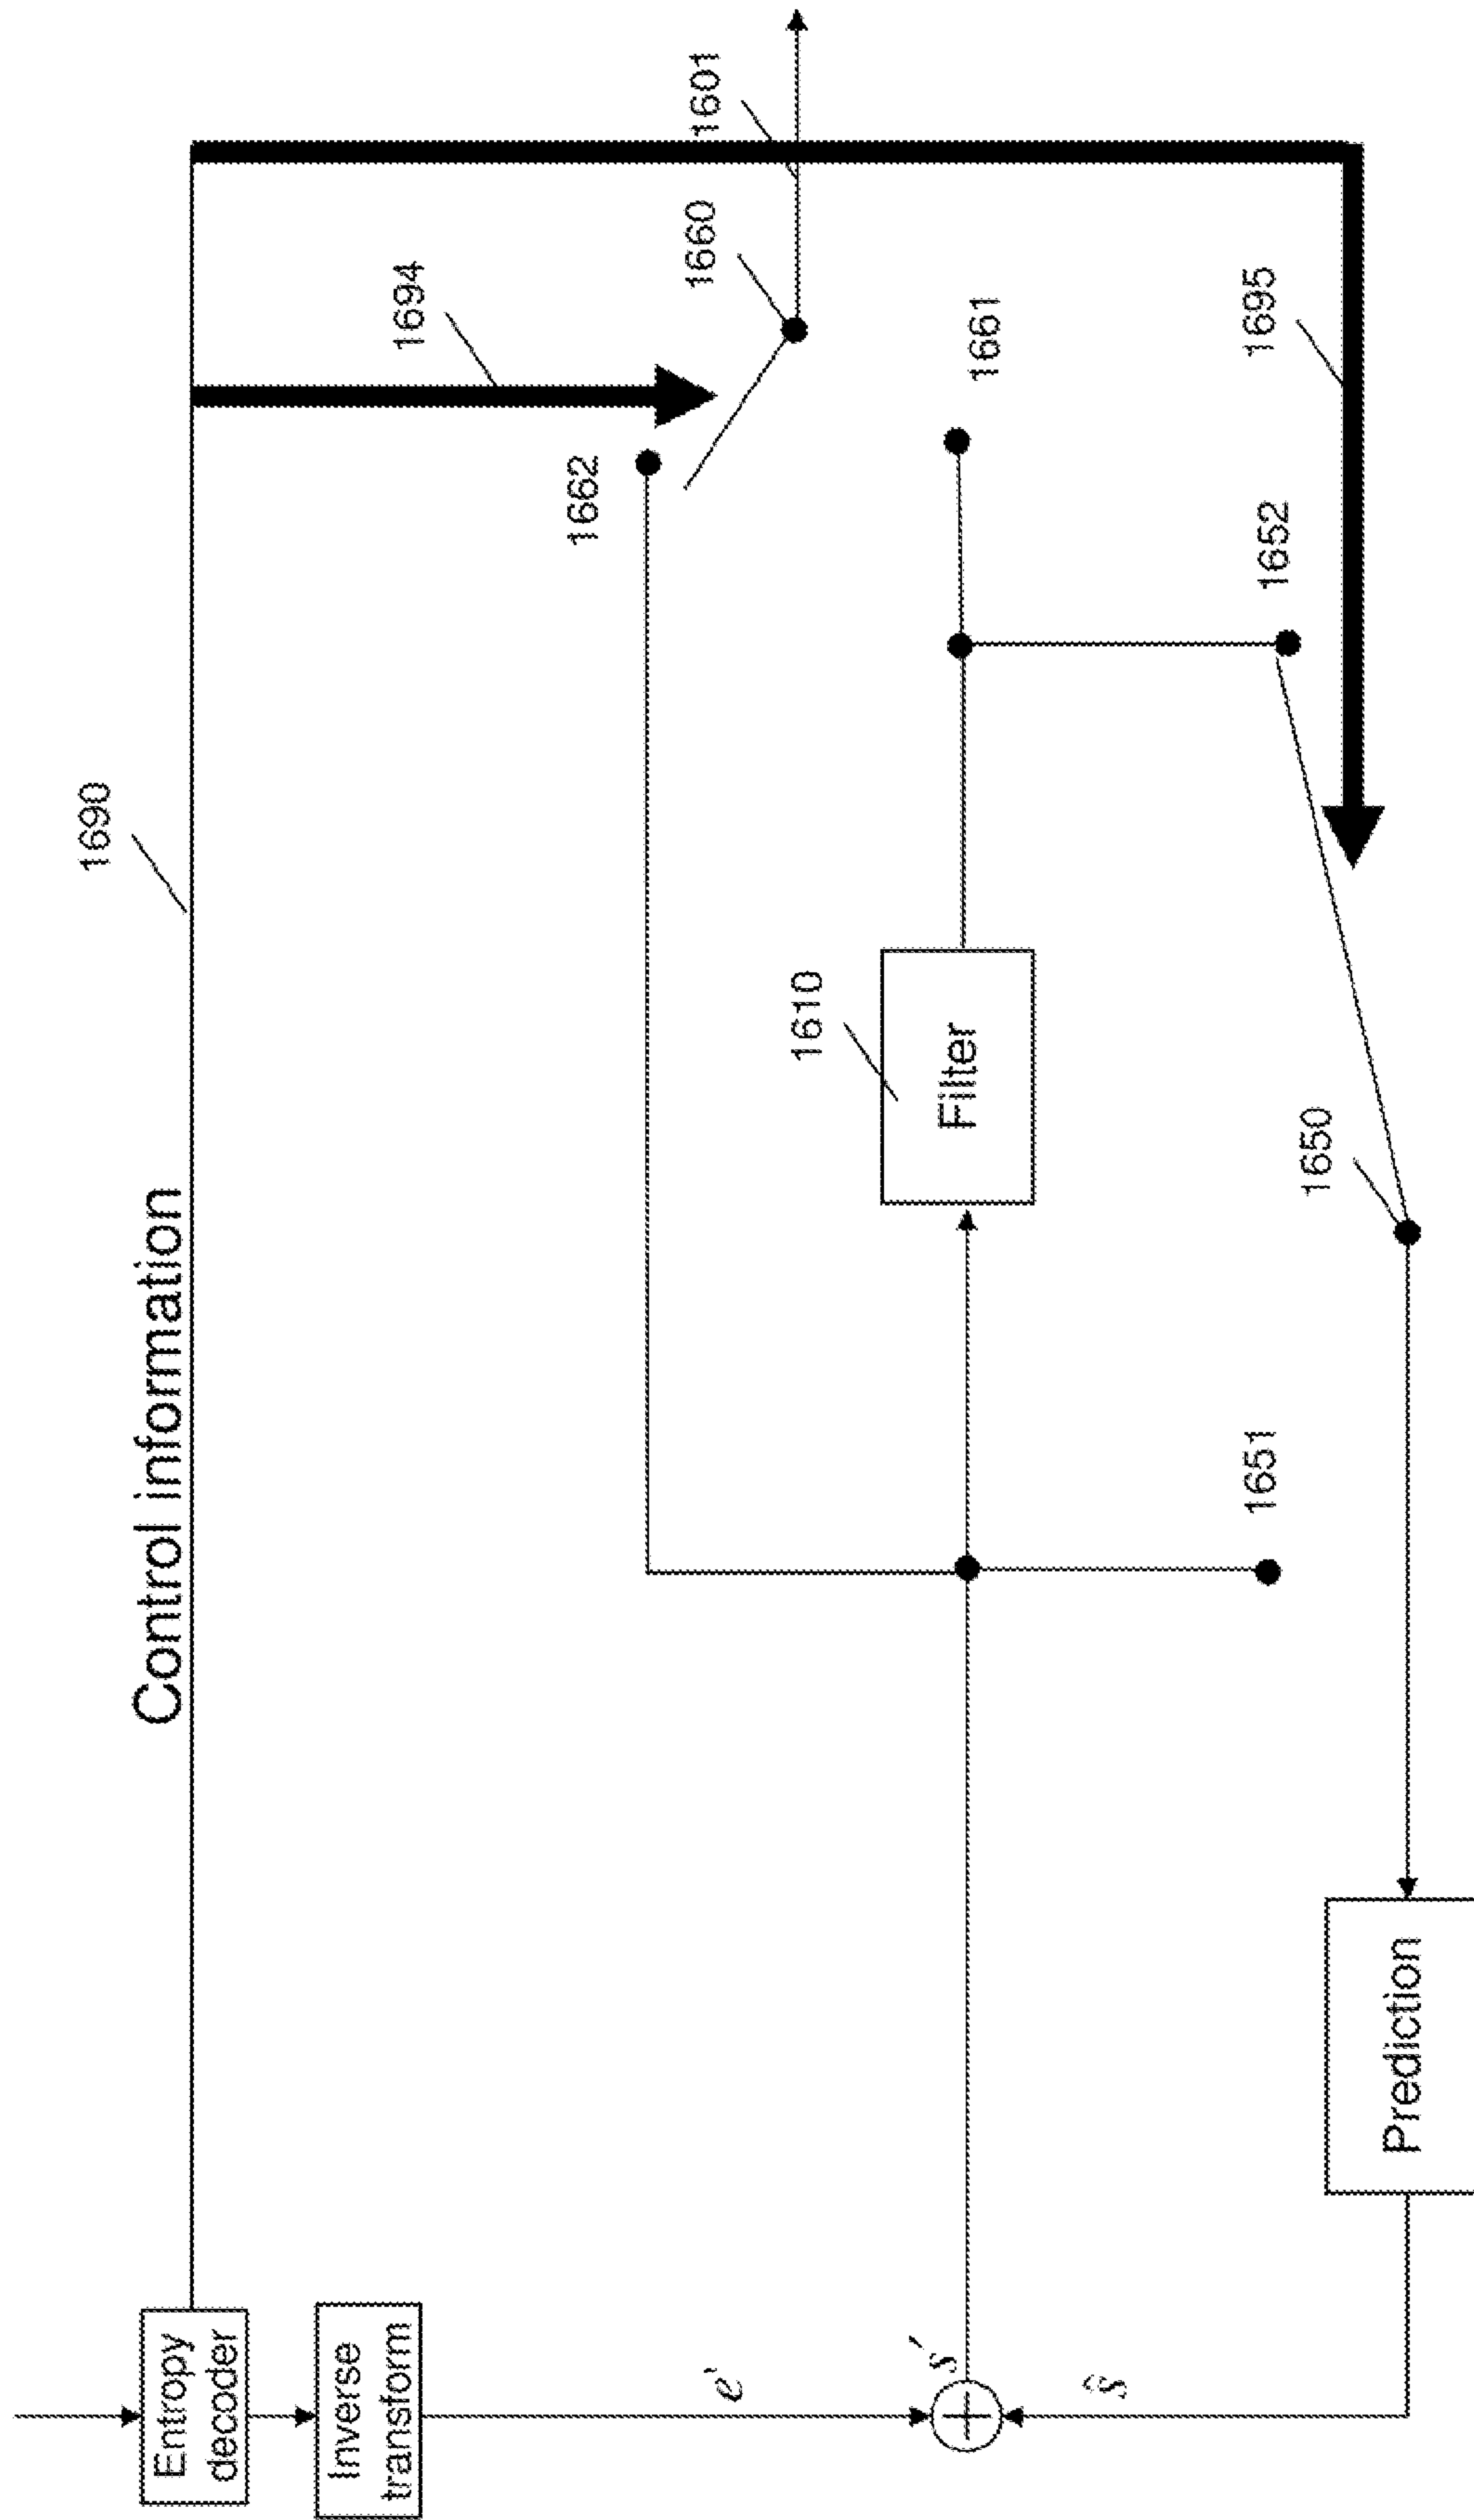 Entropy
decoder
Inverse
transform
Control information
1690
1694
1662
1660
1601
e'
s'
ŝ
1610
Filter
1661
1651
1652
1650
1695
Prediction